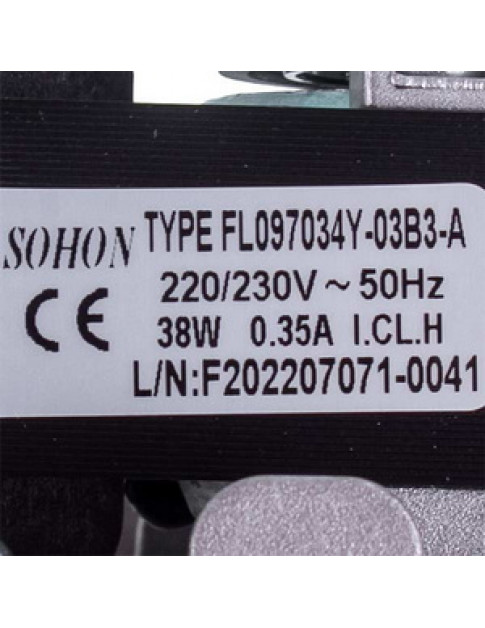 SOHON TYPE FL097034Y-03B3-A
220/230V ~ 50Hz
CE 38W 0.35A I.CL.H
L/N:F202207071-0041